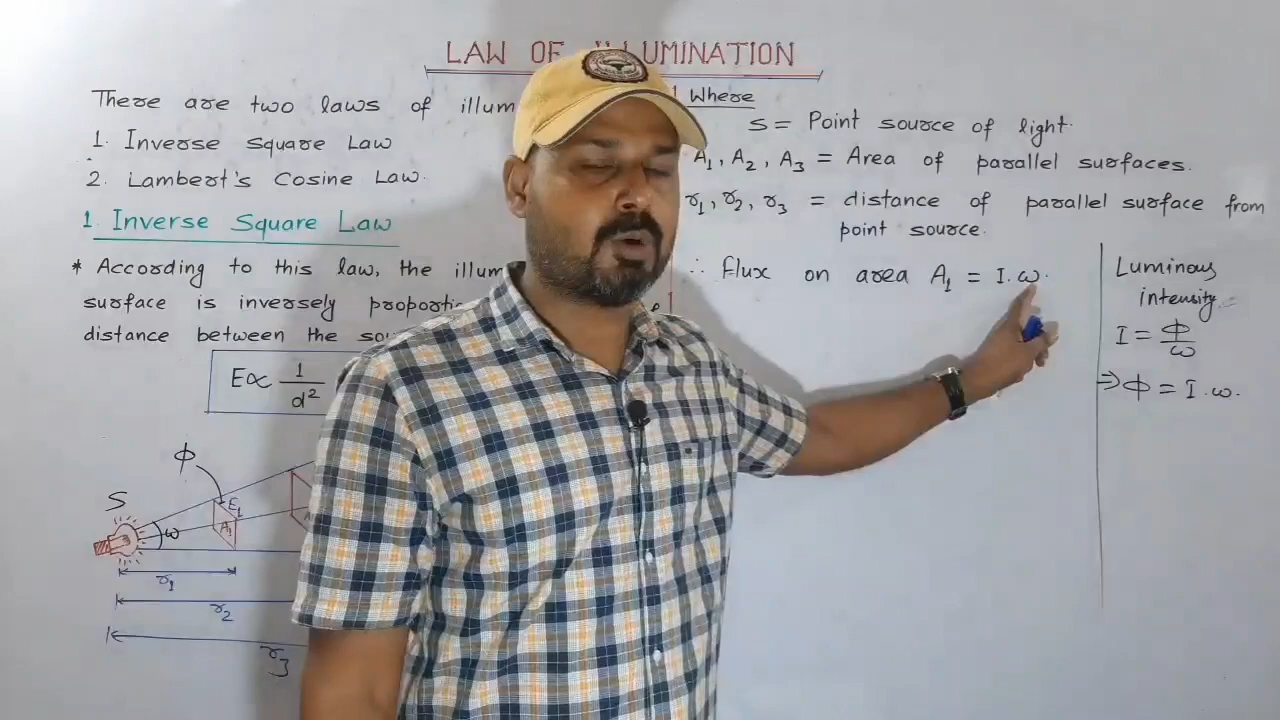 LAW OF ILLUMINATION
There are two laws of illum
1. Inverse Square Law
2. Lambert's Cosine Law.
1. Inverse Square Law
* According to this law, the illum
surface is inversely proportio
distance between the sou
E ∝ 1/d²
ϕ
S
E₁
A₁
ω
r₁
r₂
r₃
Where
S = Point source of light.
A₁, A₂, A₃ = Area of parallel surfaces.
r₁, r₂, r₃ = distance of parallel surface from
point source.
∴ flux on area A₁ = I.ω.
Luminous
intensity
I = ϕ/ω
⇒ ϕ = I.ω.